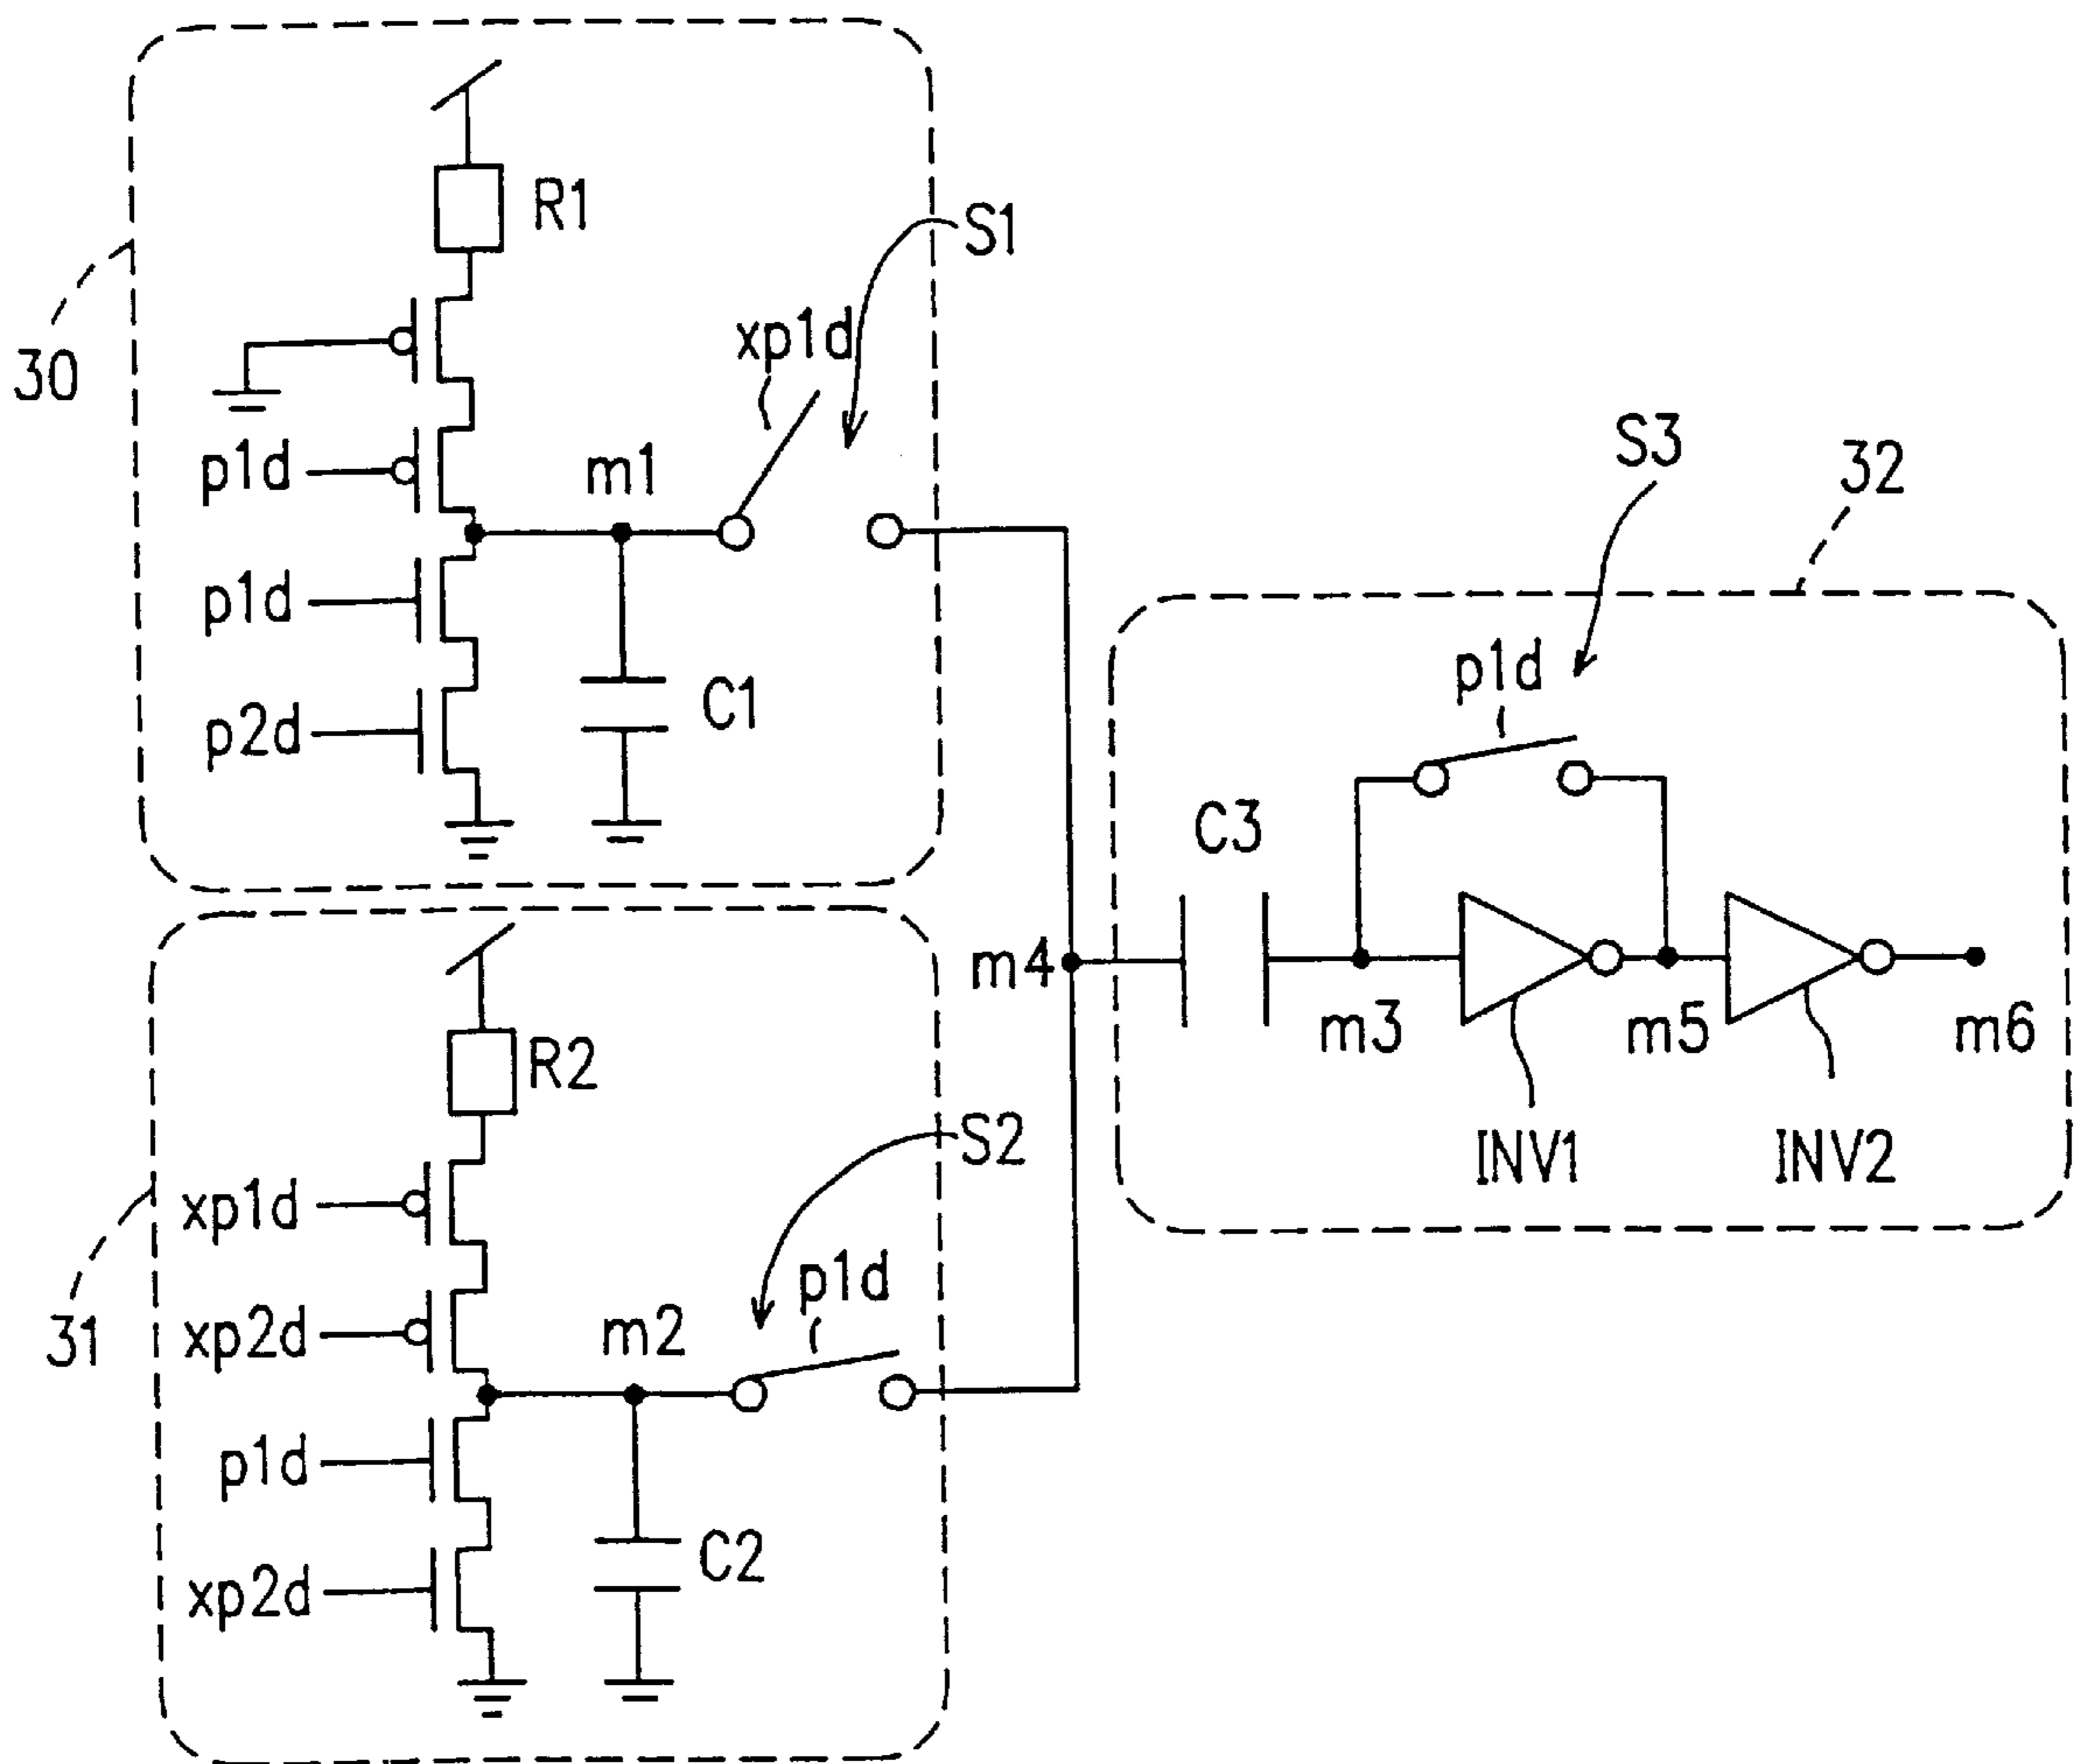 R1
S1
xp1d
30
p1d
m1
p1d
p2d
C1
S3
32
p1d
C3
m4
m3
m5
m6
INV1
INV2
R2
S2
xp1d
31
xp2d
m2
p1d
p1d
C2
xp2d